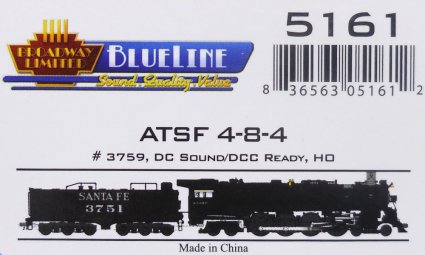 BROADWAY
LIMITED
BLUELINE
Sound. Quality. Value.
5161
8 36563 05161 2
ATSF 4-8-4
# 3759, DC SOUND/DCC READY, HO
SANTA FE
3751
Made in China